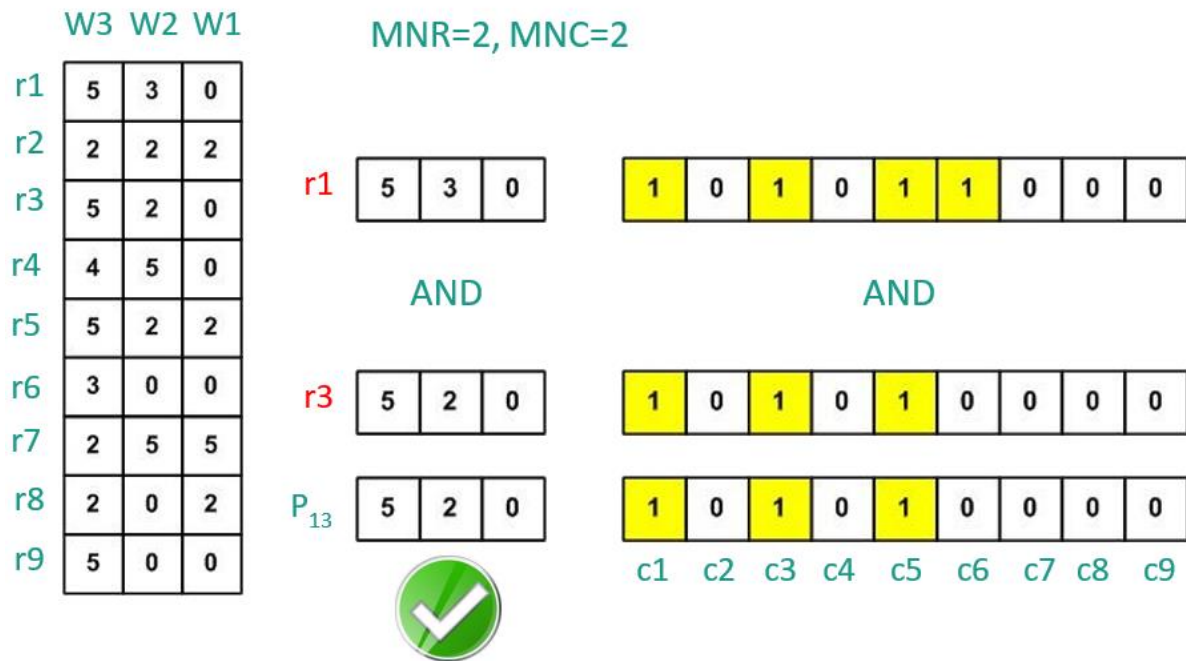 W3 W2 W1
MNR=2, MNC=2
r1 5 3 0
r2 2 2 2
r3 5 2 0
r4 4 5 0
r5 5 2 2
r6 3 0 0
r7 2 5 5
r8 2 0 2
r9 5 0 0
r1 5 3 0 1 0 1 0 1 1 0 0 0
AND AND
r3 5 2 0 1 0 1 0 1 0 0 0 0
P13 5 2 0 1 0 1 0 1 0 0 0 0
c1 c2 c3 c4 c5 c6 c7 c8 c9